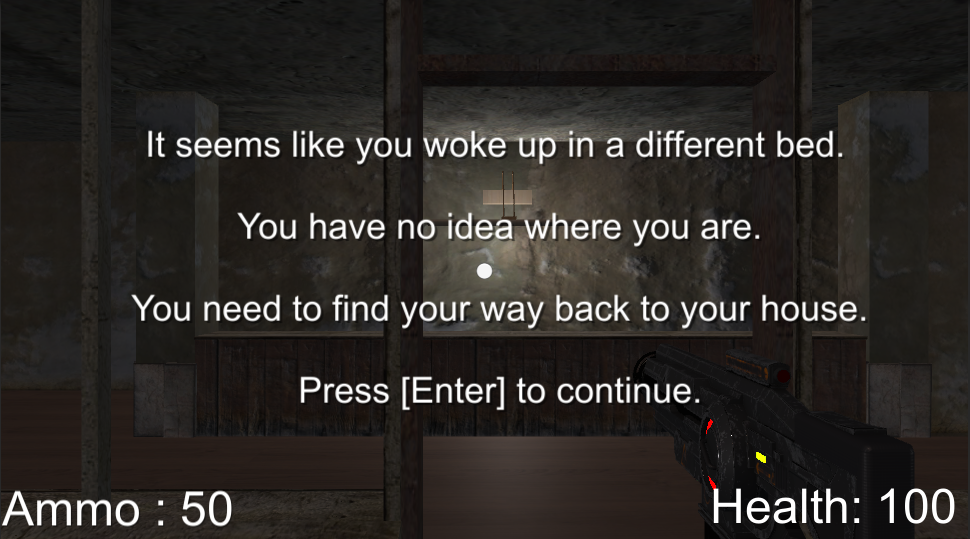 It seems like you woke up in a different bed.
You have no idea where you are.
You need to find your way back to your house.
Press [Enter] to continue.
Ammo : 50
Health: 100